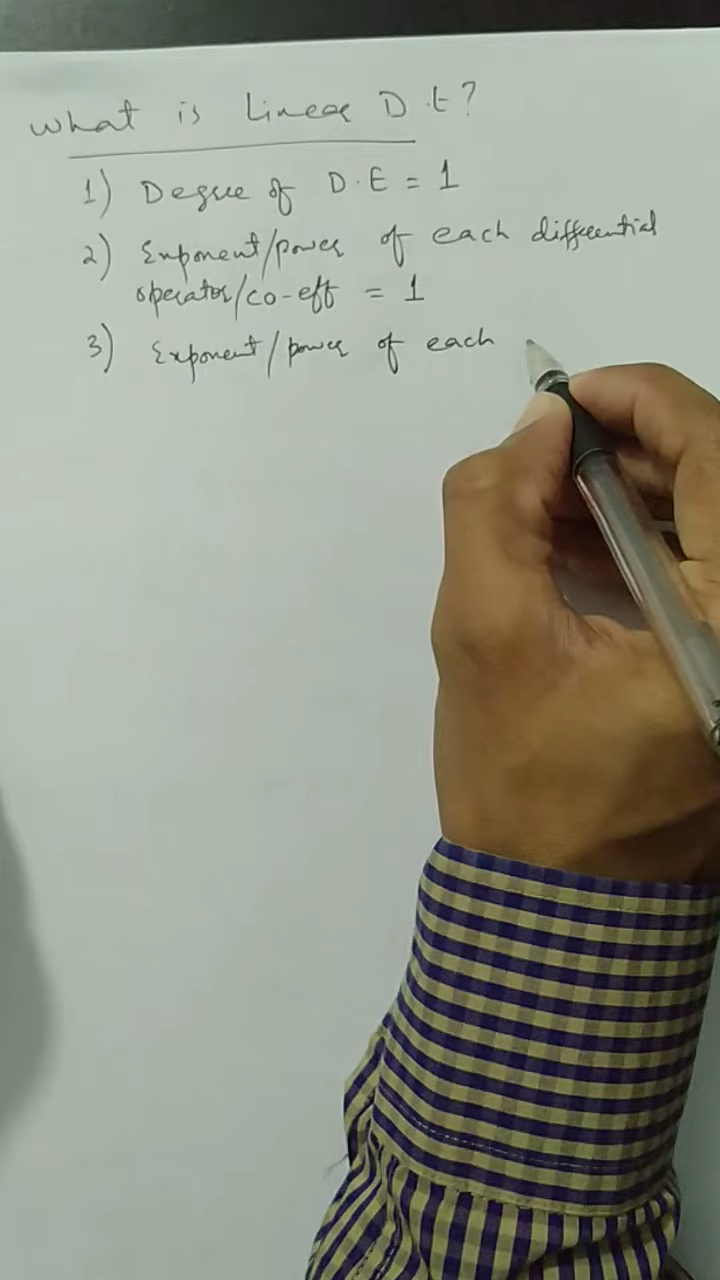 What is Linear D.E?
1) Degree of D.E = 1
2) Exponent/power of each differential
operator/co-eff = 1
3) Exponent/power of each